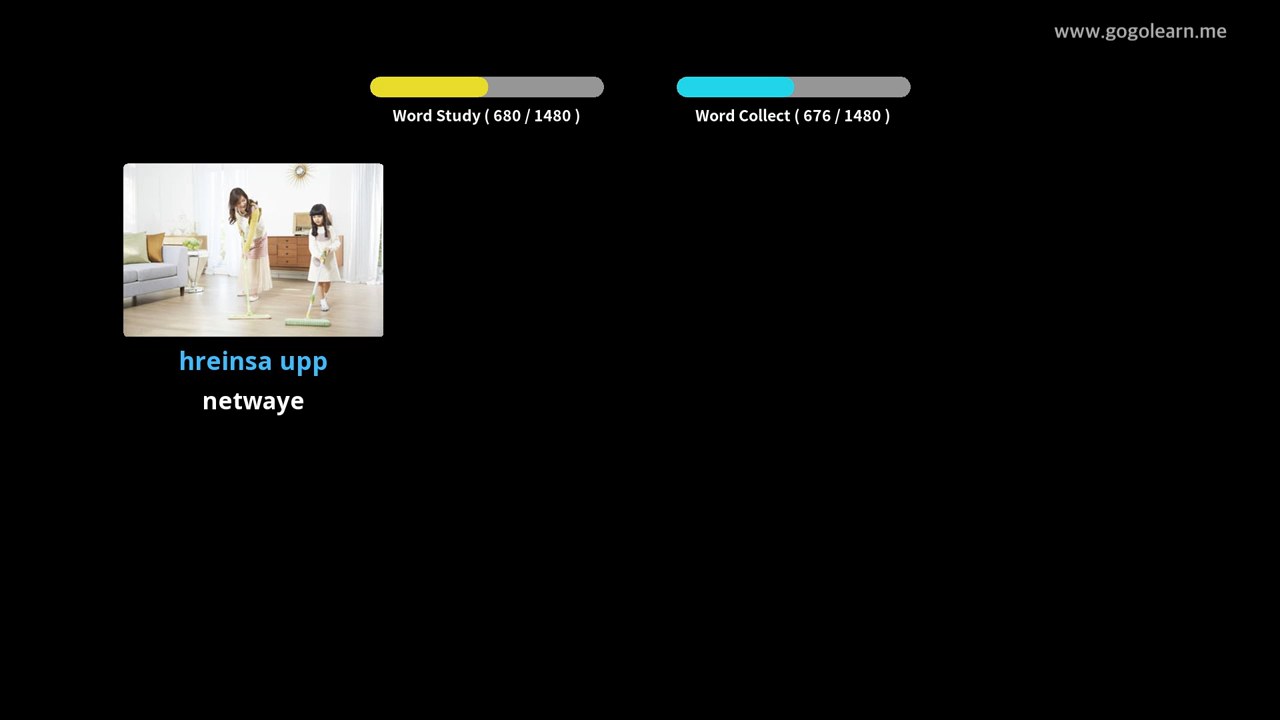 www.gogolearn.me
Word Study ( 680 / 1480 )
Word Collect ( 676 / 1480 )
hreinsa upp
netwaye